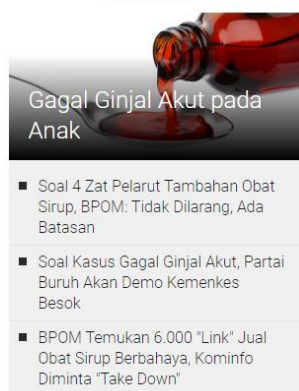 Gagal Ginjal Akut pada
Anak
Soal 4 Zat Pelarut Tambahan Obat
Sirup, BPOM: Tidak Dilarang, Ada
Batasan
Soal Kasus Gagal Ginjal Akut, Partai
Buruh Akan Demo Kemenkes
Besok
BPOM Temukan 6.000 "Link" Jual
Obat Sirup Berbahaya, Kominfo
Diminta "Take Down"